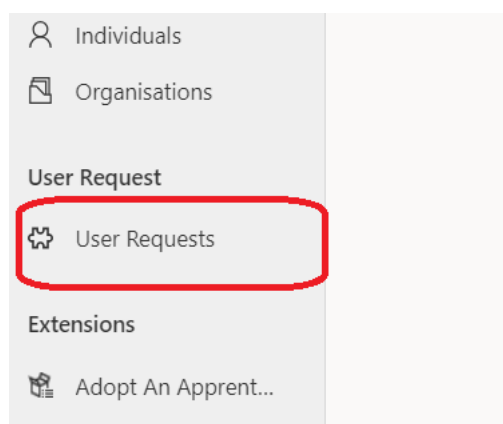 Individuals
Organisations
User Request
User Requests
Extensions
Adopt An Apprent...